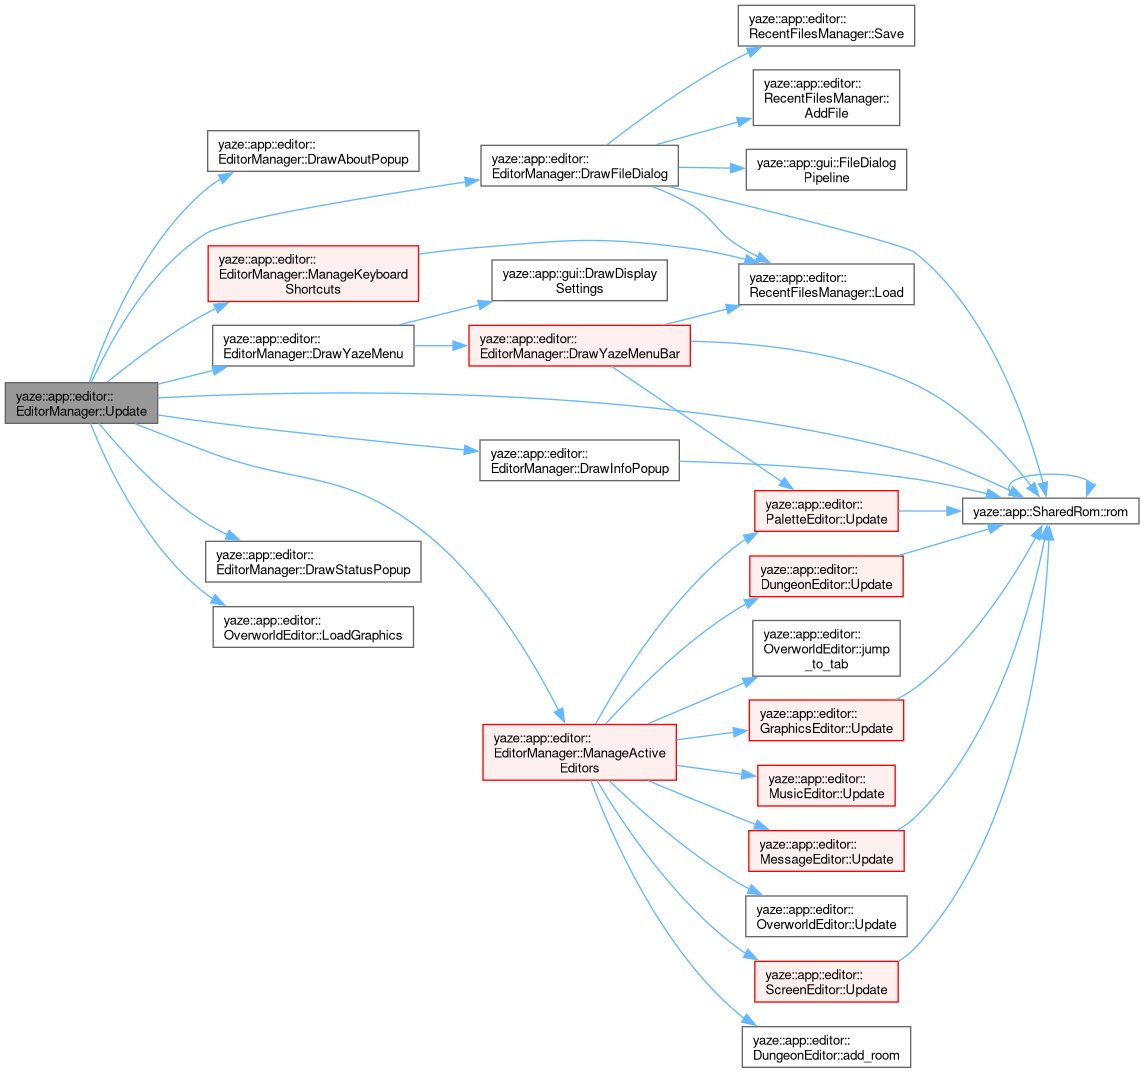 yaze::app::editor::
RecentFilesManager::Save
yaze::app::editor::
RecentFilesManager::
AddFile
yaze::app::editor::
EditorManager::DrawAboutPopup
yaze::app::editor::
EditorManager::DrawFileDialog
yaze::app::gui::FileDialog
Pipeline
yaze::app::editor::
EditorManager::ManageKeyboard
Shortcuts
yaze::app::gui::DrawDisplay
Settings
yaze::app::editor::
RecentFilesManager::Load
yaze::app::editor::
EditorManager::DrawYazeMenu
yaze::app::editor::
EditorManager::DrawYazeMenuBar
yaze::app::editor::
EditorManager::Update
yaze::app::editor::
EditorManager::DrawInfoPopup
yaze::app::editor::
PaletteEditor::Update
yaze::app::SharedRom::rom
yaze::app::editor::
EditorManager::DrawStatusPopup
yaze::app::editor::
DungeonEditor::Update
yaze::app::editor::
OverworldEditor::LoadGraphics
yaze::app::editor::
OverworldEditor::jump
_to_tab
yaze::app::editor::
GraphicsEditor::Update
yaze::app::editor::
EditorManager::ManageActive
Editors
yaze::app::editor::
MusicEditor::Update
yaze::app::editor::
MessageEditor::Update
yaze::app::editor::
OverworldEditor::Update
yaze::app::editor::
ScreenEditor::Update
yaze::app::editor::
DungeonEditor::add_room